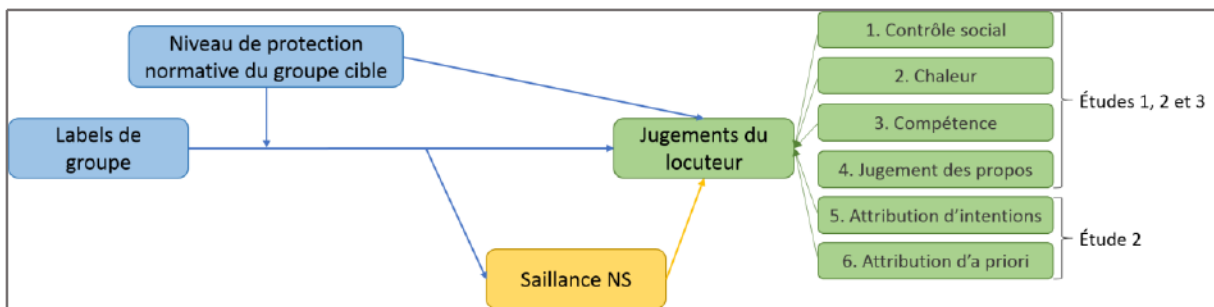 Niveau de protection
normative du groupe cible
Labels de
groupe
Jugements du
locuteur
Saillance NS
1. Contrôle social
2. Chaleur
3. Compétence
4. Jugement des propos
5. Attribution d'intentions
6. Attribution d'a priori
Études 1, 2 et 3
Étude 2